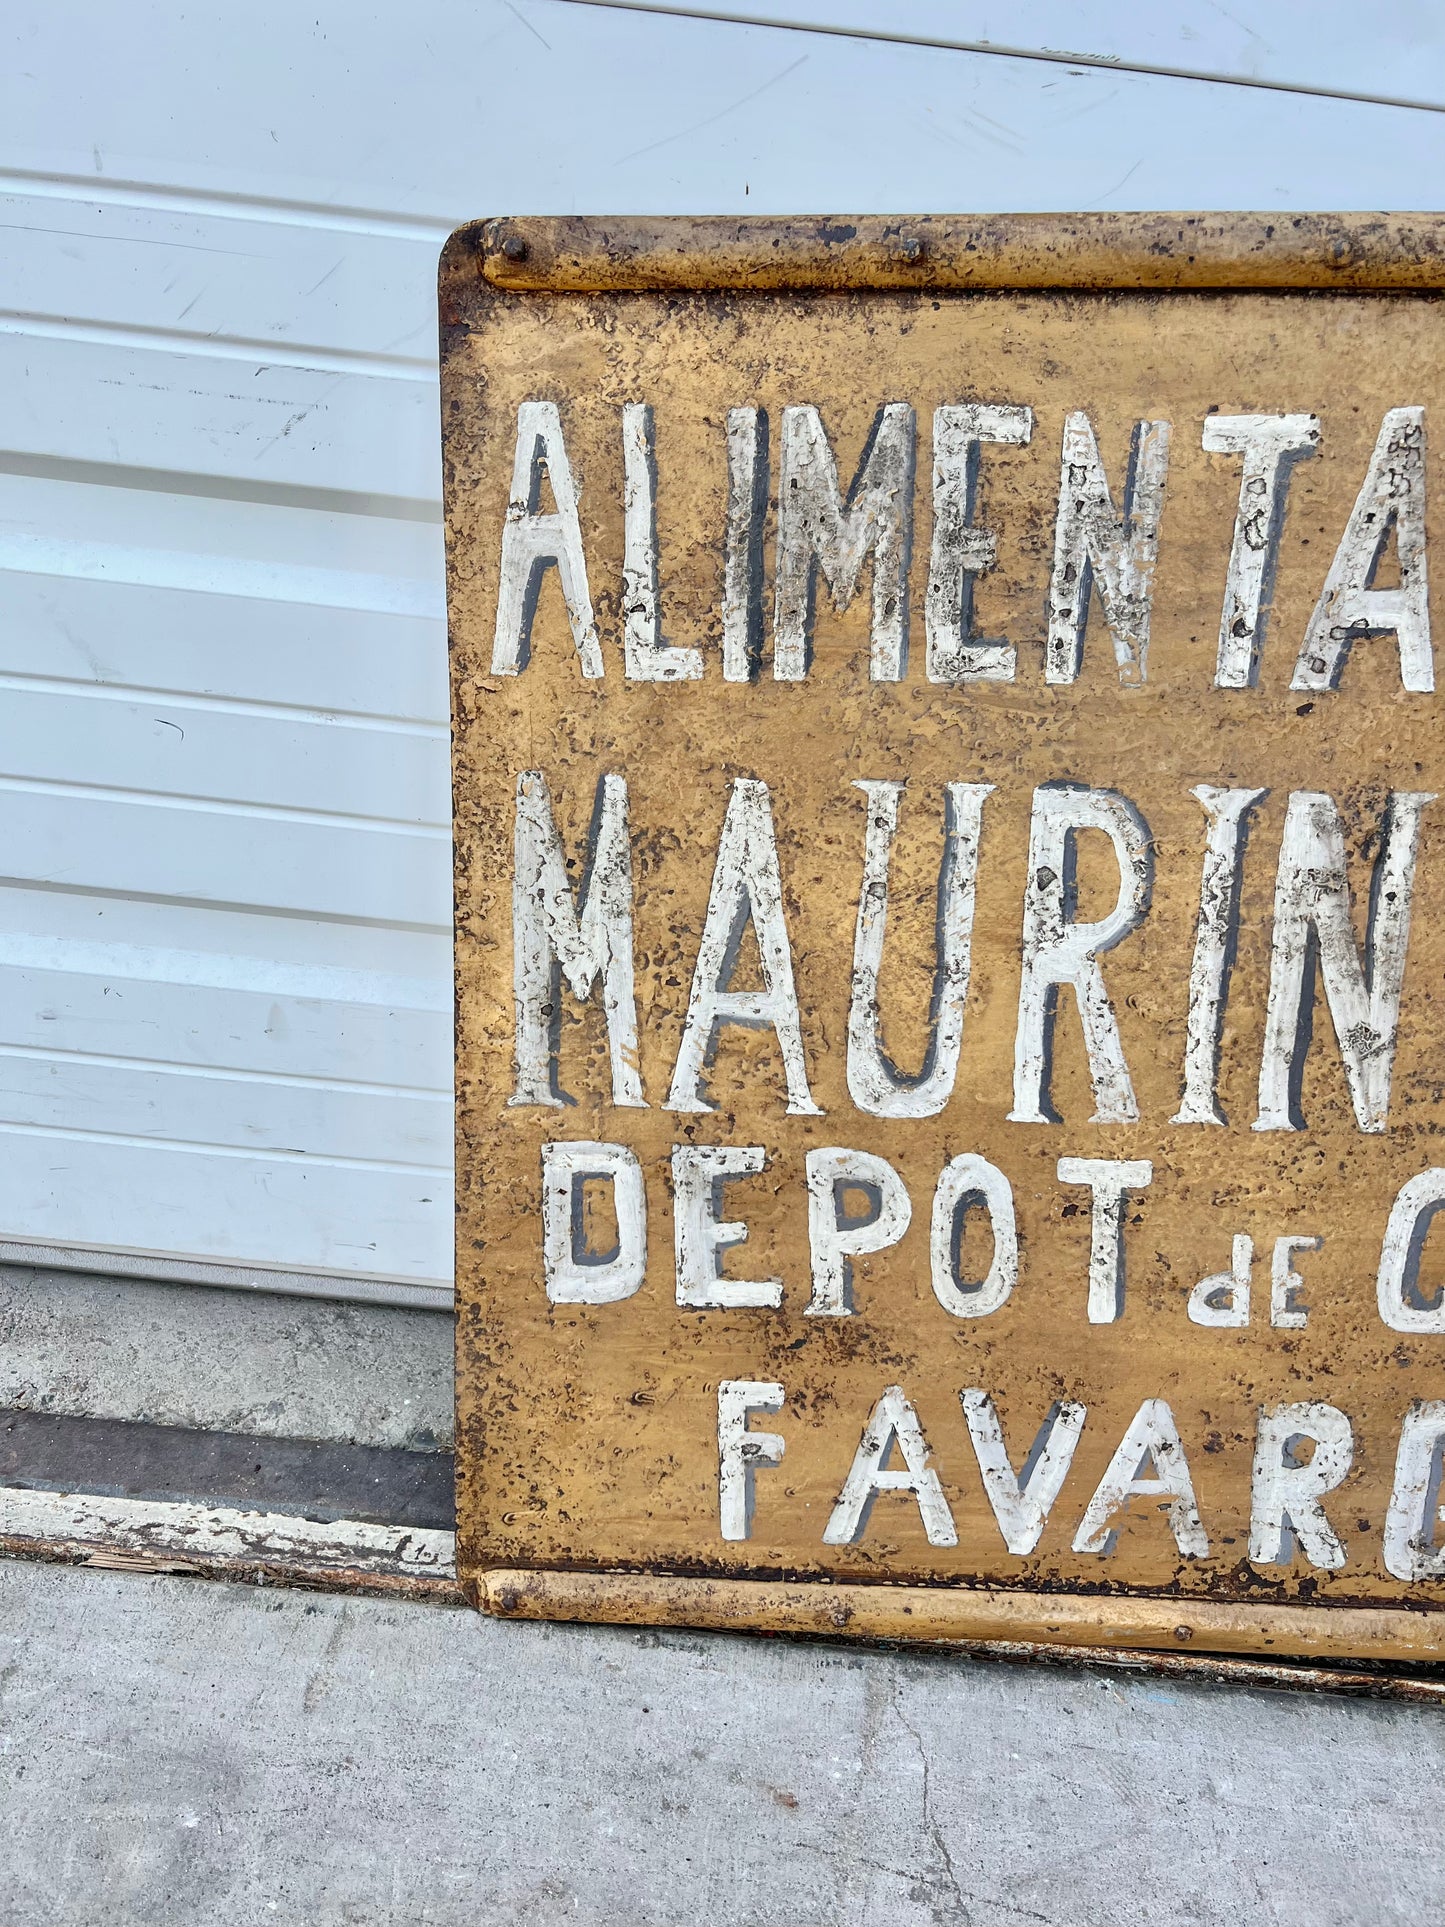 ALIMENTA
MAURIN
DEPOT dE
FAVAR